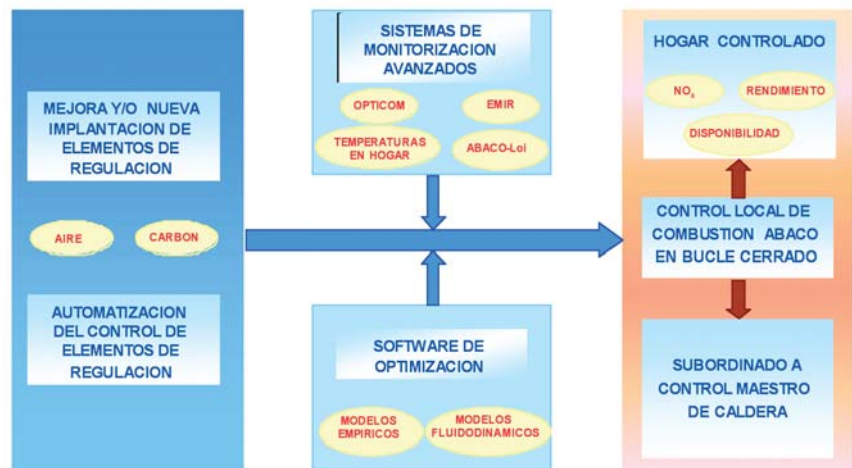 MEJORA Y/O NUEVA
IMPLANTACION DE
ELEMENTOS DE
REGULACION
AIRE
CARBON
AUTOMATIZACION
DEL CONTROL DE
ELEMENTOS DE
REGULACION
SISTEMAS DE
MONITORIZACION
AVANZADOS
OPTICOM
EMIR
TEMPERATURAS
EN HOGAR
ABACO-LoI
SOFTWARE DE
OPTIMIZACION
MODELOS
EMPIRICOS
MODELOS
FLUIDODINAMICOS
HOGAR CONTROLADO
NOx
RENDIMIENTO
DISPONIBILIDAD
CONTROL LOCAL DE
COMBUSTION ABACO
EN BUCLE CERRADO
SUBORDINADO A
CONTROL MAESTRO
DE CALDERA